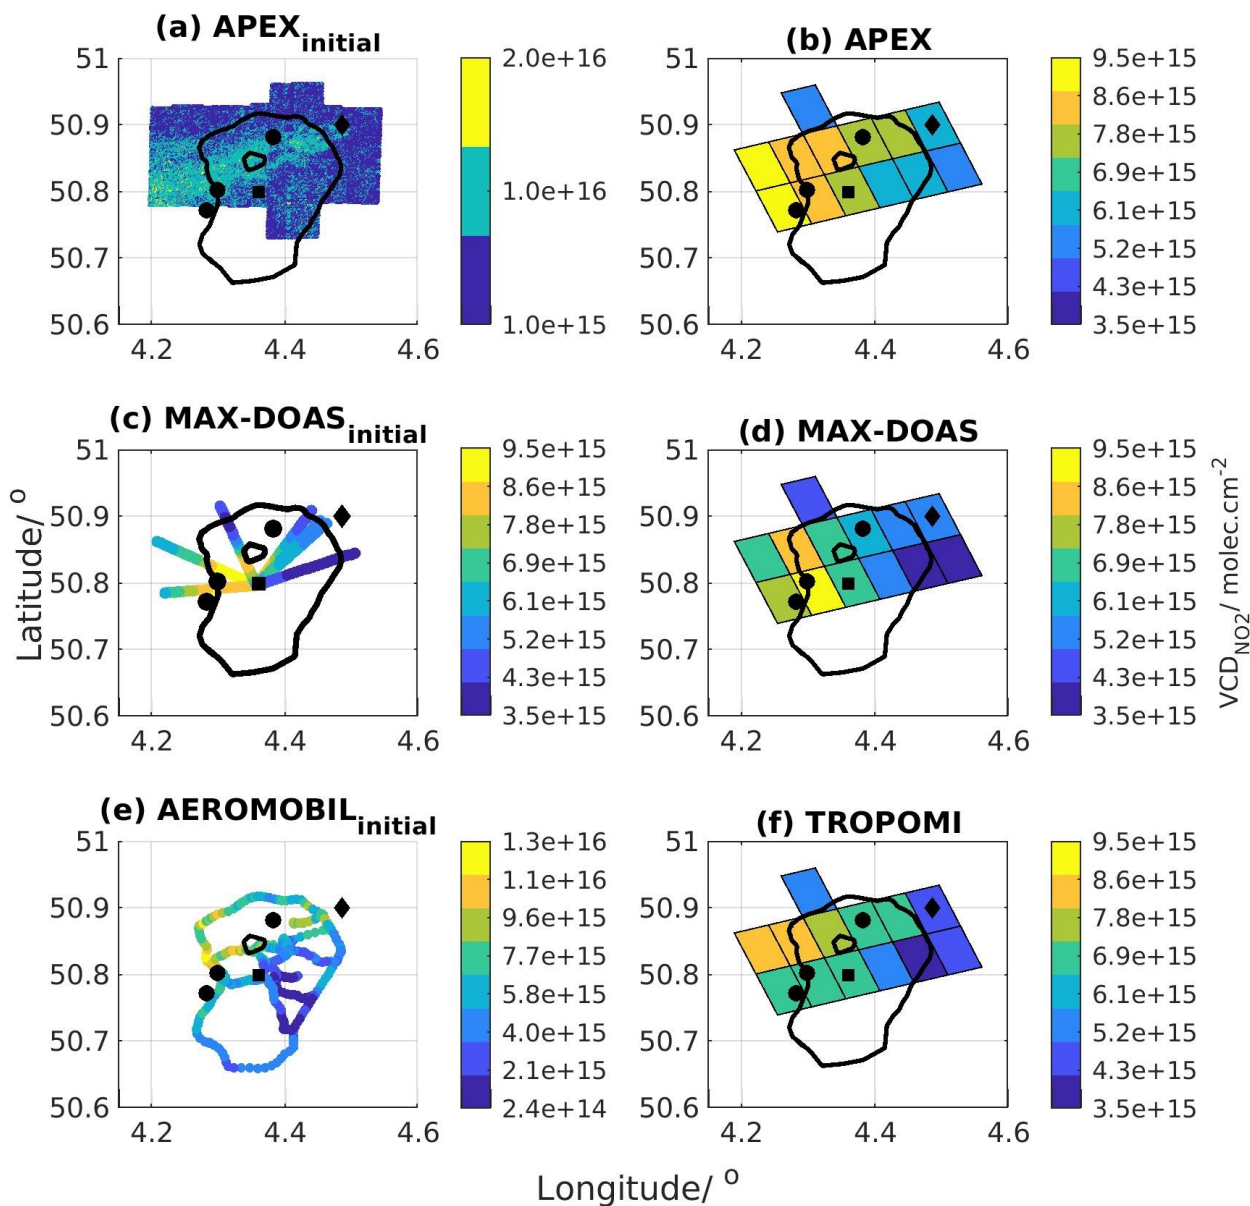 (a) APEXinitial
51
50.9
50.8
50.7
50.6
4.2 4.4 4.6
2.0e+16
1.0e+16
1.0e+15
(b) APEX
51
50.9
50.8
50.7
50.6
4.2 4.4 4.6
9.5e+15
8.6e+15
7.8e+15
6.9e+15
6.1e+15
5.2e+15
4.3e+15
3.5e+15
(c) MAX-DOASinitial
51
50.9
50.8
50.7
50.6
4.2 4.4 4.6
9.5e+15
8.6e+15
7.8e+15
6.9e+15
6.1e+15
5.2e+15
4.3e+15
3.5e+15
Latitude/ o
(d) MAX-DOAS
51
50.9
50.8
50.7
50.6
4.2 4.4 4.6
9.5e+15
8.6e+15
7.8e+15
6.9e+15
6.1e+15
5.2e+15
4.3e+15
3.5e+15
VCDNO2/ molec.cm-2
(e) AEROMOBILinitial
51
50.9
50.8
50.7
50.6
4.2 4.4 4.6
1.3e+16
1.1e+16
9.6e+15
7.7e+15
5.8e+15
4.0e+15
2.1e+15
2.4e+14
(f) TROPOMI
51
50.9
50.8
50.7
50.6
4.2 4.4 4.6
9.5e+15
8.6e+15
7.8e+15
6.9e+15
6.1e+15
5.2e+15
4.3e+15
3.5e+15
Longitude/ o